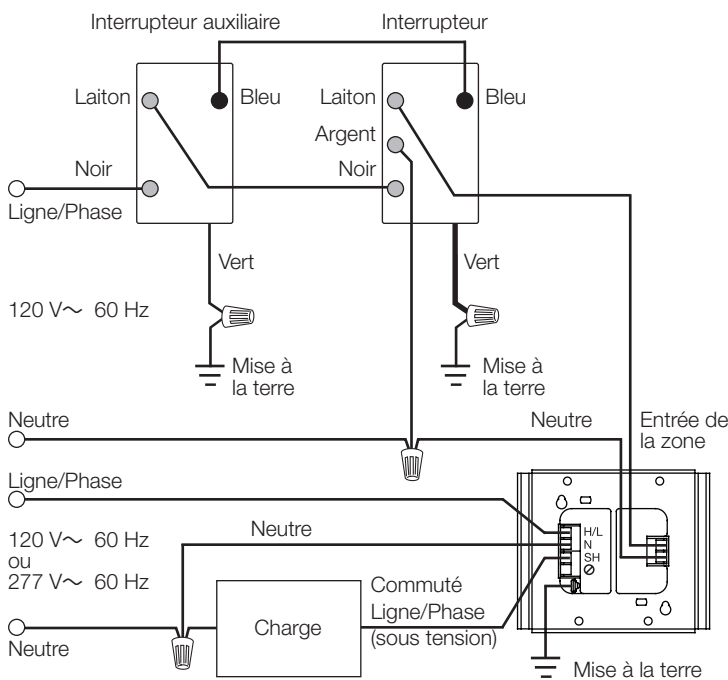 Interrupteur auxiliaire
Interrupteur
Laiton
Bleu
Laiton
Bleu
Argent
Noir
Noir
Ligne/Phase
Vert
Vert
120 V～ 60 Hz
Mise à
la terre
Mise à
la terre
Neutre
Neutre
Entrée de
la zone
Ligne/Phase
120 V～ 60 Hz
ou
277 V～ 60 Hz
Neutre
H/L
N
SH
Charge
Commuté
Ligne/Phase
(sous tension)
Neutre
Mise à la terre